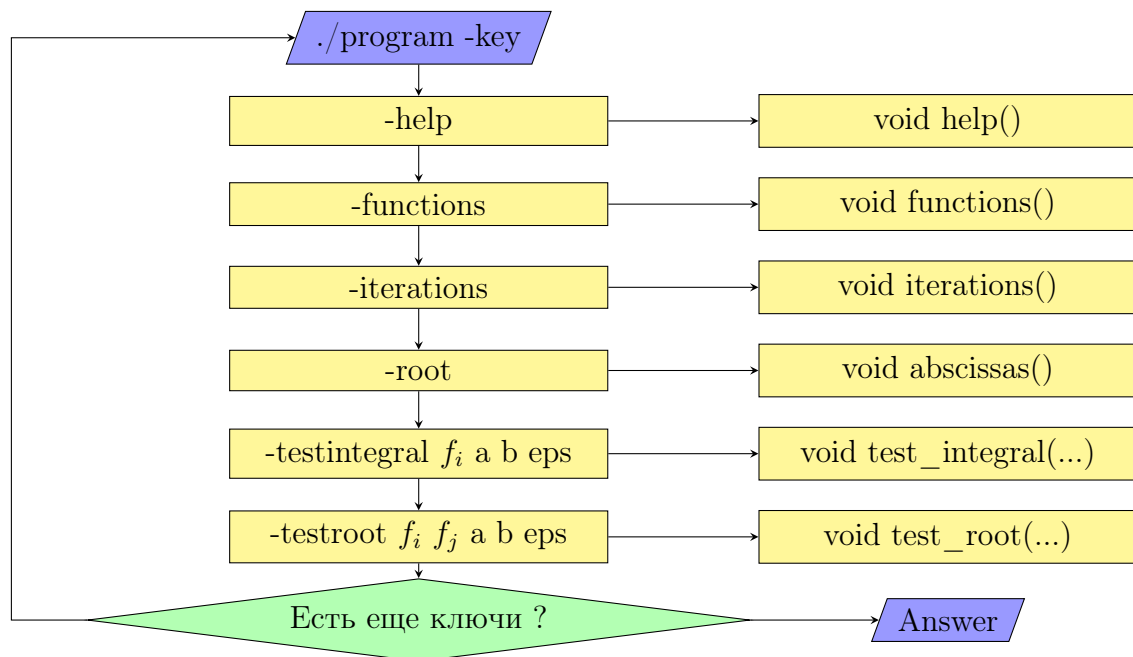 ./program -key
-help
void help()
-functions
void functions()
-iterations
void iterations()
-root
void abscissas()
-testintegral f_i a b eps
void test_integral(...)
-testroot f_i f_j a b eps
void test_root(...)
Есть еще ключи ?
Answer